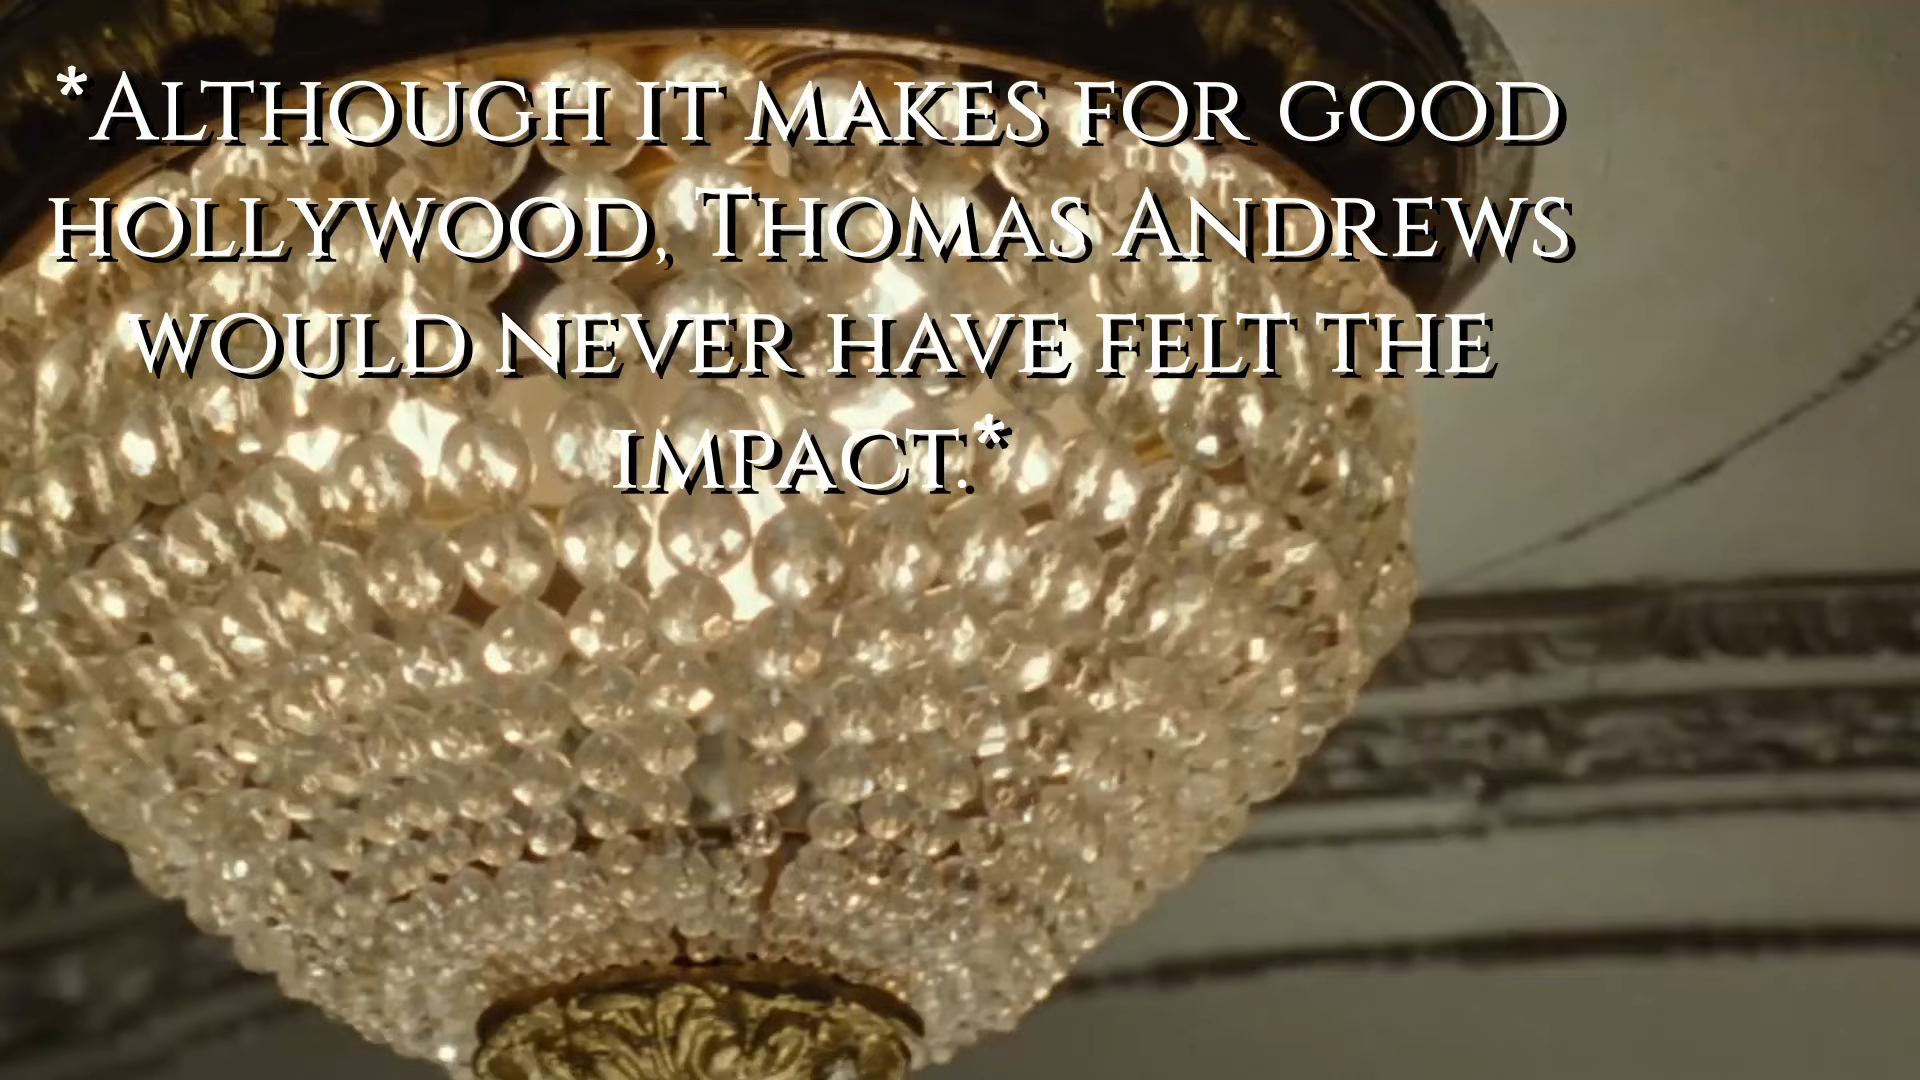 *Although it makes for good
hollywood, Thomas Andrews
would never have felt the
impact.*